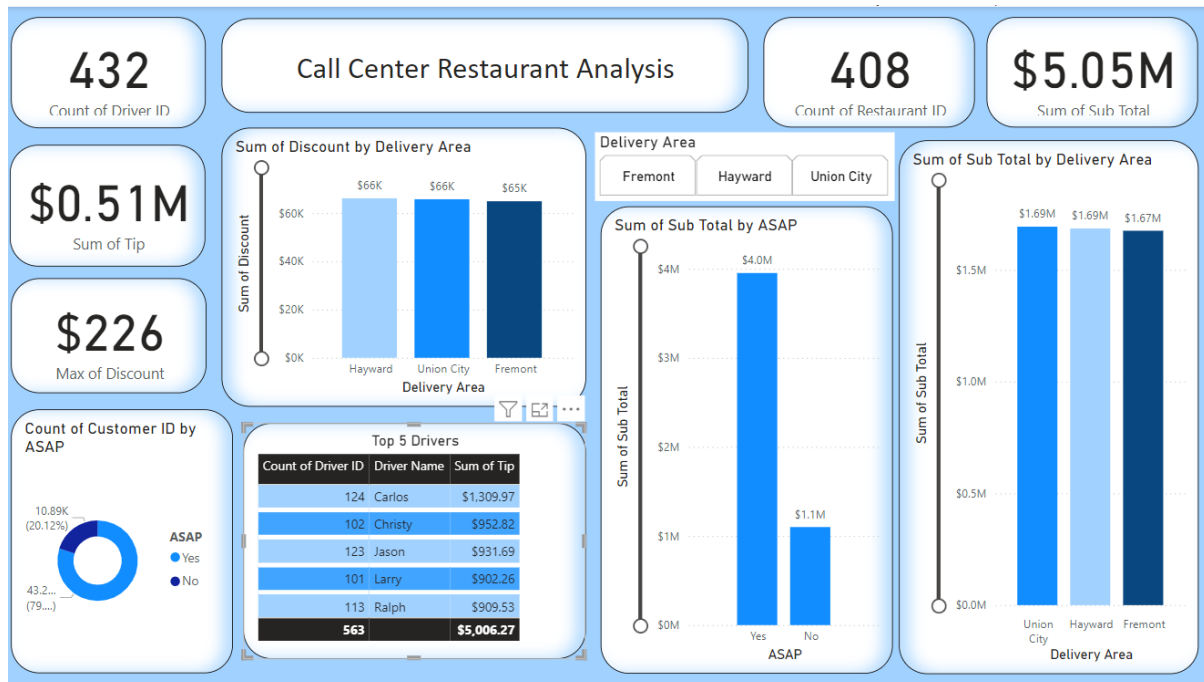 432
Count of Driver ID
Call Center Restaurant Analysis
408
Count of Restaurant ID
$5.05M
Sum of Sub Total
$0.51M
Sum of Tip
$226
Max of Discount
Sum of Discount by Delivery Area
Sum of Discount
$60K
$40K
$20K
$0K
$66K
$66K
$65K
Hayward
Union City
Fremont
Delivery Area
Delivery Area
Fremont
Hayward
Union City
Sum of Sub Total by ASAP
Sum of Sub Total
$4M
$3M
$2M
$1M
$0M
$4.0M
$1.1M
Yes
No
ASAP
Sum of Sub Total by Delivery Area
Sum of Sub Total
$1.5M
$1.0M
$0.5M
$0.0M
$1.69M
$1.69M
$1.67M
Union
City
Hayward
Fremont
Delivery Area
Count of Customer ID by
ASAP
10.89K
(20.12%)
43.2...
(79....)
ASAP
Yes
No
Top 5 Drivers
Count of Driver ID Driver Name Sum of Tip
124 Carlos $1,309.97
102 Christy $952.82
123 Jason $931.69
101 Larry $902.26
113 Ralph $909.53
563 $5,006.27